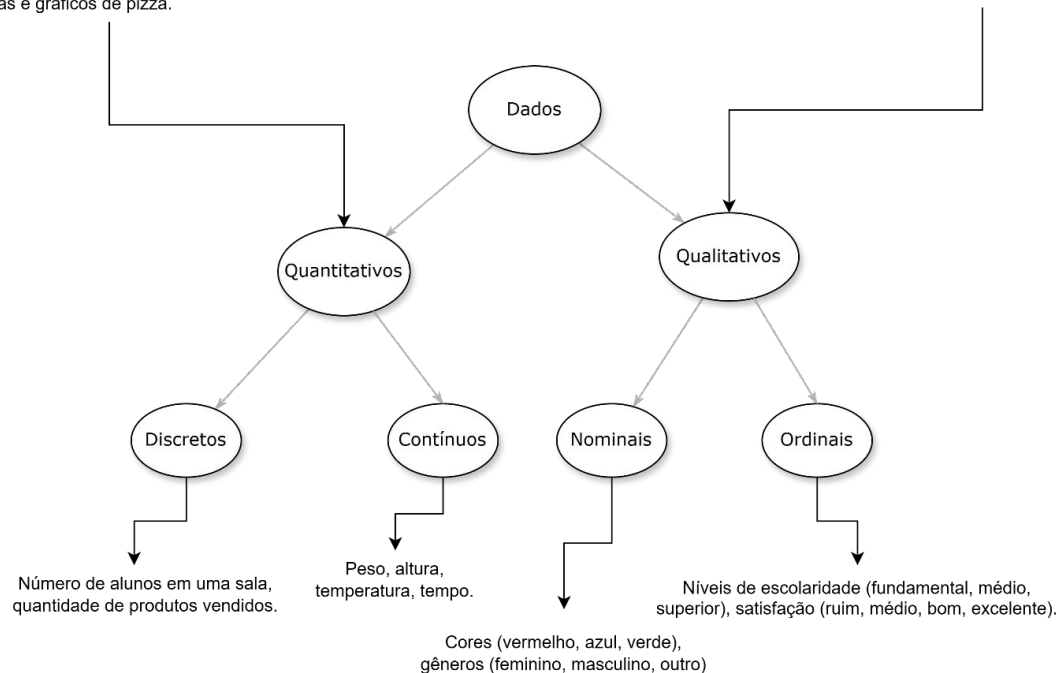 e gráficos de pizza.
Dados
Quantitativos
Qualitativos
Discretos
Contínuos
Nominais
Ordinais
Número de alunos em uma sala,
quantidade de produtos vendidos.
Peso, altura,
temperatura, tempo.
Cores (vermelho, azul, verde),
gêneros (feminino, masculino, outro)
Níveis de escolaridade (fundamental, médio,
superior), satisfação (ruim, médio, bom, excelente).